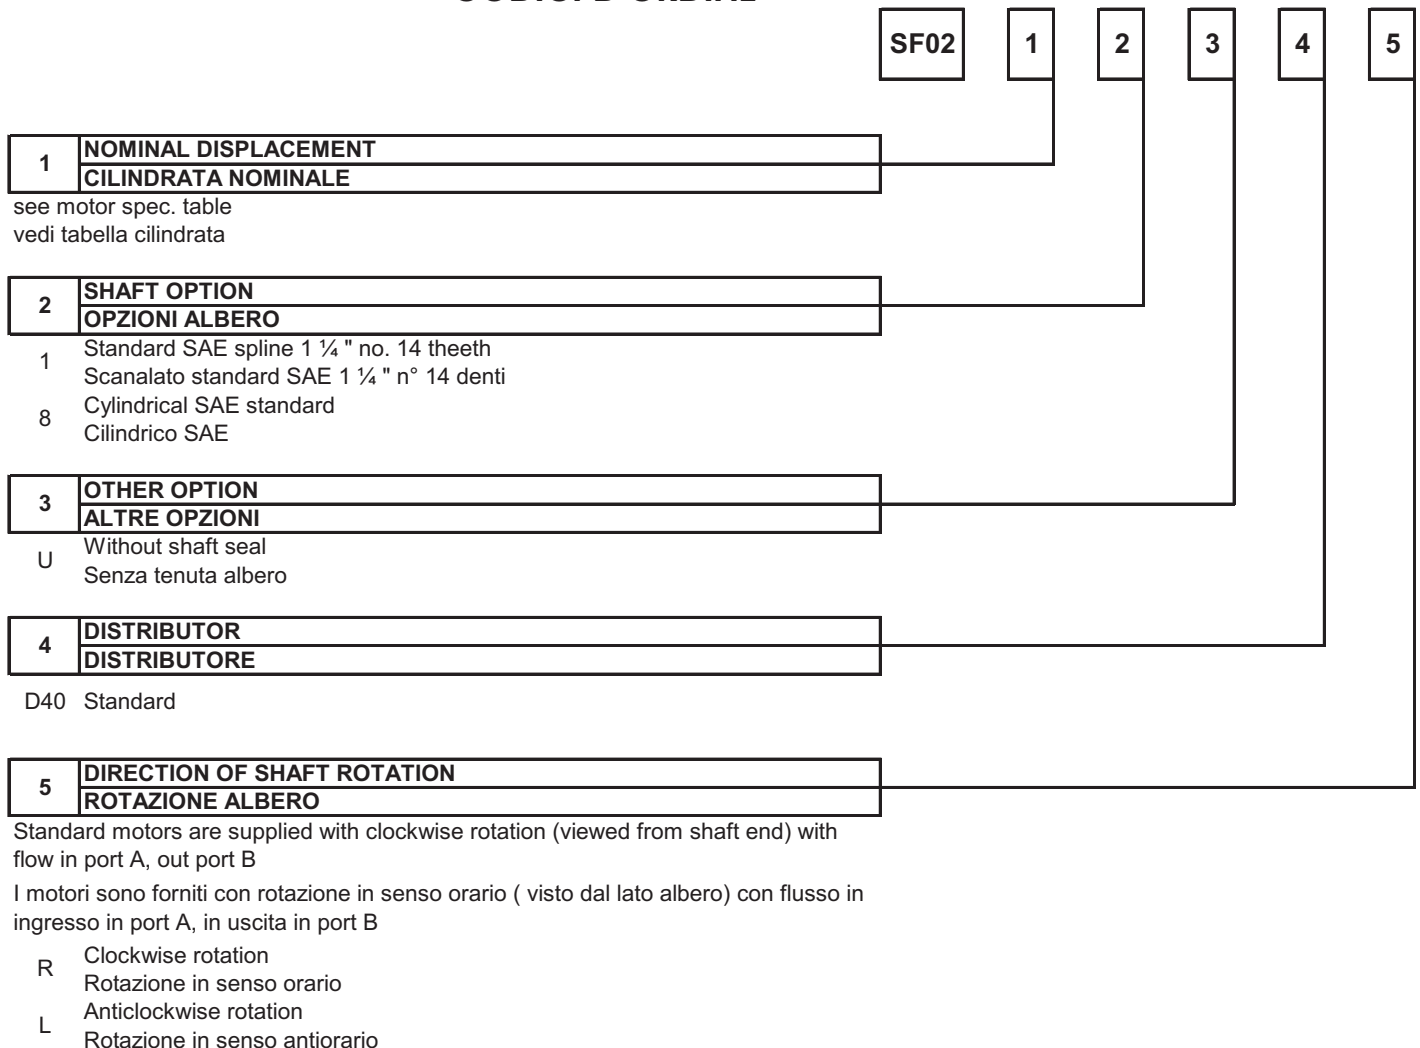 SF02 1 2 3 4 5
1 NOMINAL DISPLACEMENT
CILINDRATA NOMINALE
see motor spec. table
vedi tabella cilindrata
2 SHAFT OPTION
OPZIONI ALBERO
1 Standard SAE spline 1 ¼ " no. 14 theeth
Scanalato standard SAE 1 ¼ " n° 14 denti
8 Cylindrical SAE standard
Cilindrico SAE
3 OTHER OPTION
ALTRE OPZIONI
U Without shaft seal
Senza tenuta albero
4 DISTRIBUTOR
DISTRIBUTORE
D40 Standard
5 DIRECTION OF SHAFT ROTATION
ROTAZIONE ALBERO
Standard motors are supplied with clockwise rotation (viewed from shaft end) with
flow in port A, out port B
I motori sono forniti con rotazione in senso orario ( visto dal lato albero) con flusso in
ingresso in port A, in uscita in port B
R Clockwise rotation
Rotazione in senso orario
L Anticlockwise rotation
Rotazione in senso antiorario